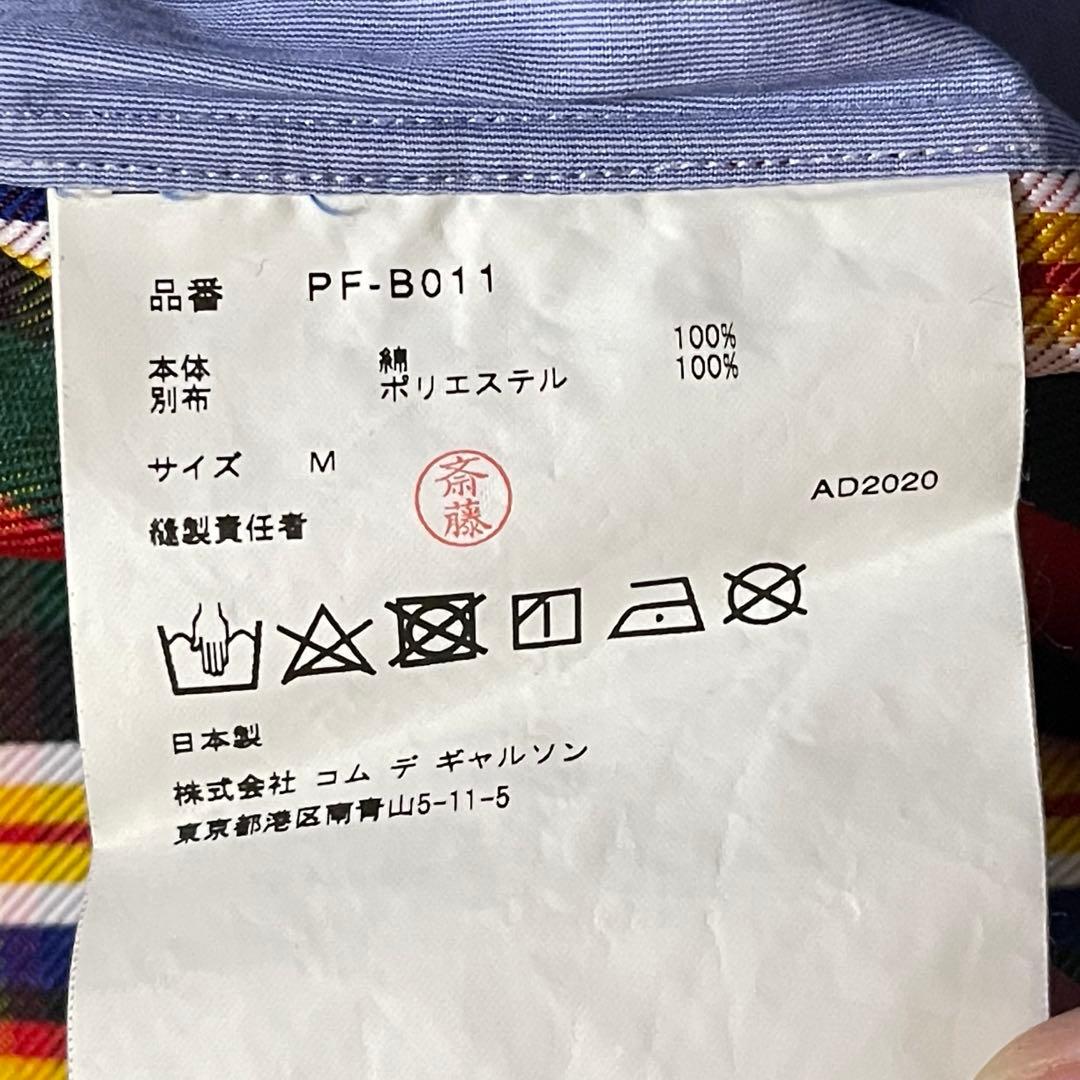 品番 PF-B011
本体 綿 100%
別布 ポリエステル 100%
サイズ M
斎藤
AD2020
縫製責任者
日本製
株式会社 コム デ ギャルソン
東京都港区南青山5-11-5